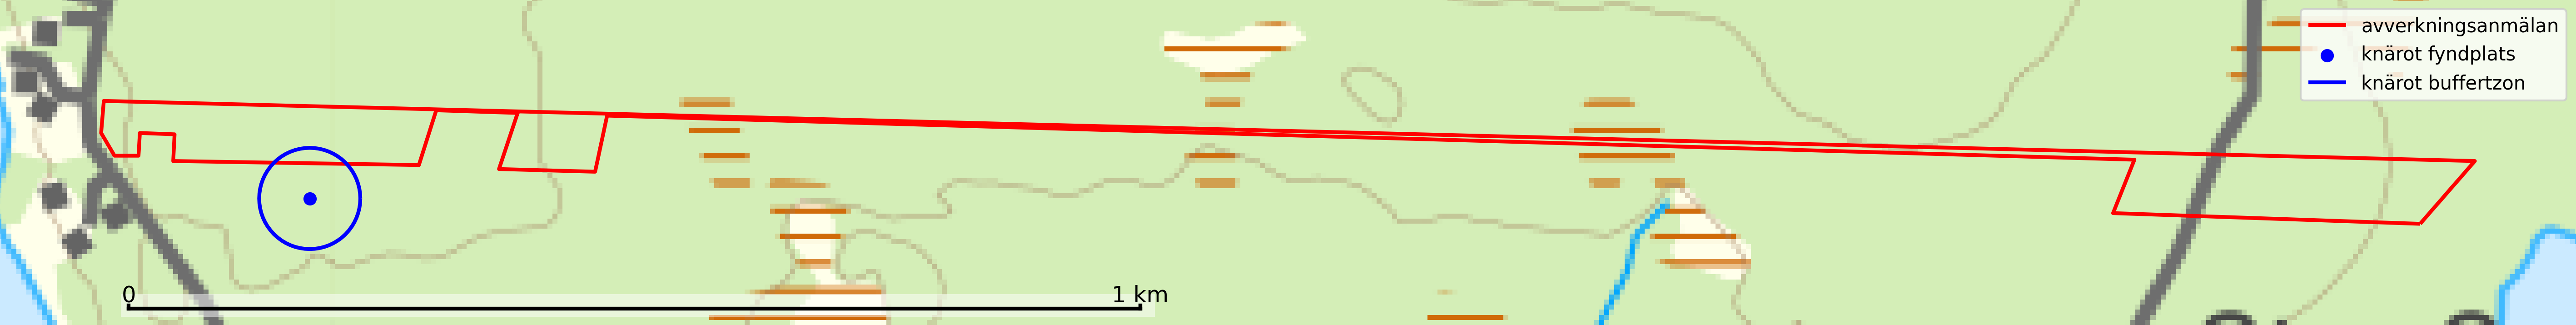 avverkningsanmälan
knärot fyndplats
knärot buffertzon
0 1 km